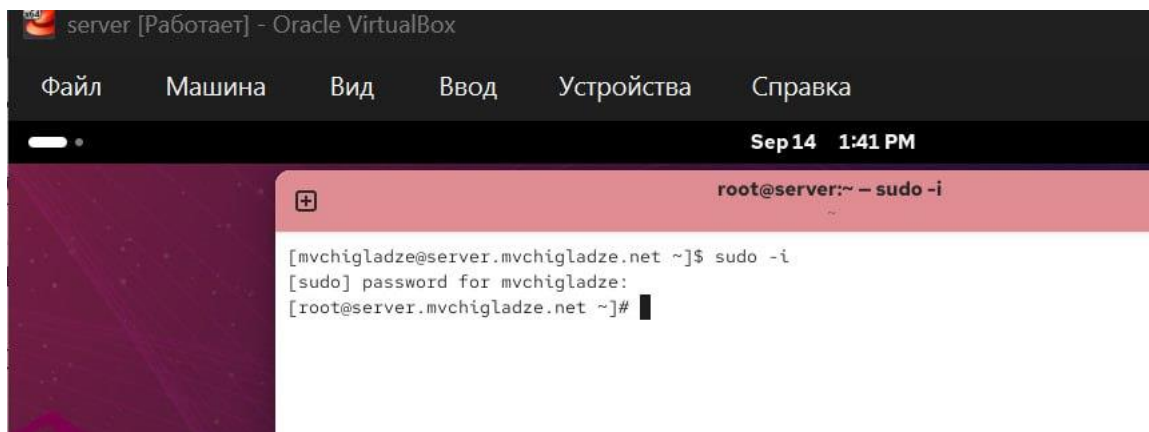 server [Работает] - Oracle VirtualBox
Файл Машина Вид Ввод Устройства Справка
Sep 14 1:41 PM
root@server:~ — sudo -i
~
[mvchigladze@server.mvchigladze.net ~]$ sudo -i
[sudo] password for mvchigladze:
[root@server.mvchigladze.net ~]#